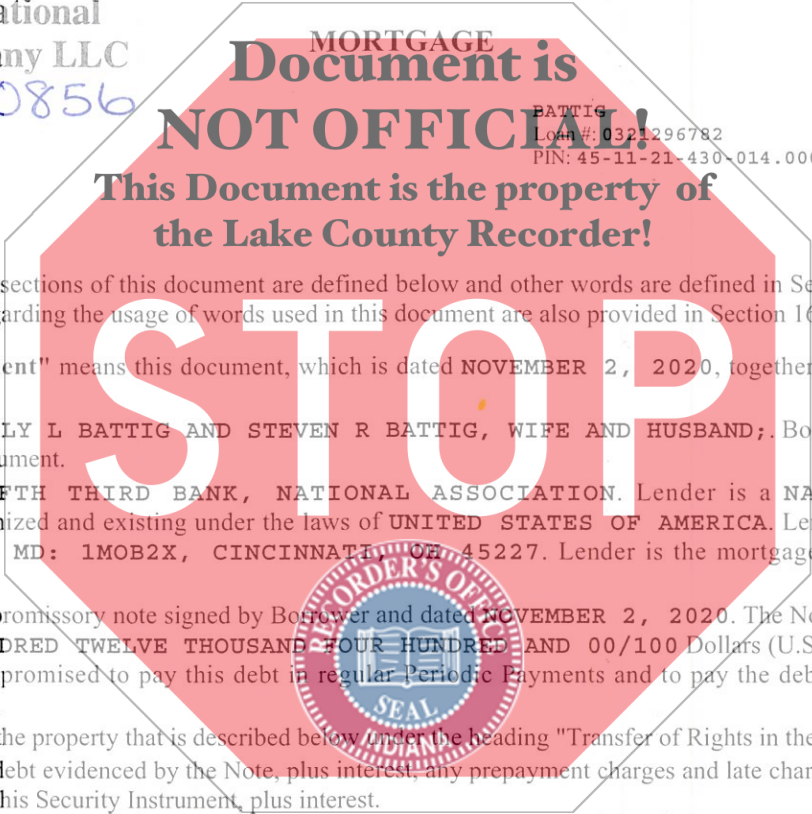 ational
any LLC
0856
MORTGAGE
Document is
NOT OFFICIAL!
BATTIG
Loan #: 0321296782
PIN: 45-11-21-430-014.000
This Document is the property of
the Lake County Recorder!
sections of this document are defined below and other words are defined in Se
arding the usage of words used in this document are also provided in Section 16
STOP
ent" means this document, which is dated NOVEMBER 2, 2020, together
LY L BATTIG AND STEVEN R BATTIG, WIFE AND HUSBAND;. Bo
ument.
FTH THIRD BANK, NATIONAL ASSOCIATION. Lender is a NA
nized and existing under the laws of UNITED STATES OF AMERICA. Le
MD: 1MOB2X, CINCINNATI, OH 45227. Lender is the mortgage
romissory note signed by Borrower and dated NOVEMBER 2, 2020. The No
DRED TWELVE THOUSAND FOUR HUNDRED AND 00/100 Dollars (U.S
promised to pay this debt in regular Periodic Payments and to pay the deb
RECORDER'S OFFICE
SEAL
INDIANA
the property that is described below under the heading "Transfer of Rights in the
debt evidenced by the Note, plus interest, any prepayment charges and late char
his Security Instrument, plus interest.